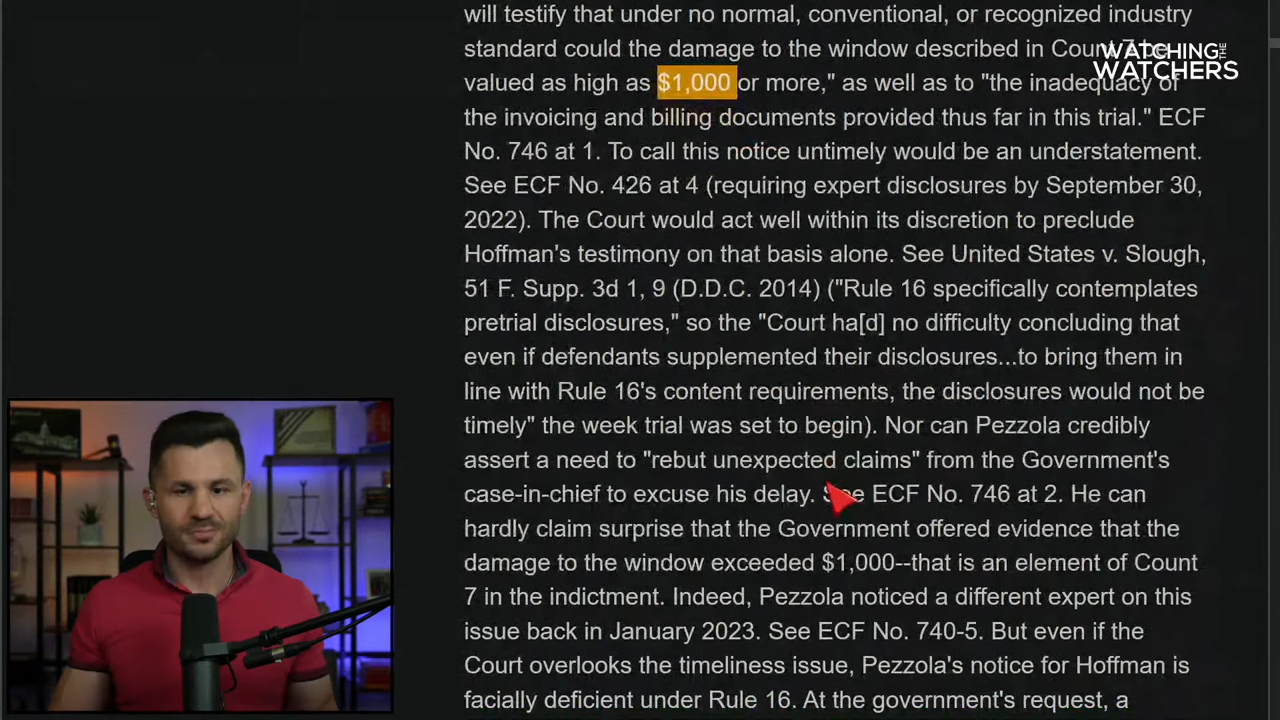 will testify that under no normal, conventional, or recognized industry
standard could the damage to the window described in Count 7 be
valued as high as $1,000 or more," as well as to "the inadequacy of
the invoicing and billing documents provided thus far in this trial." ECF
No. 746 at 1. To call this notice untimely would be an understatement.
See ECF No. 426 at 4 (requiring expert disclosures by September 30,
2022). The Court would act well within its discretion to preclude
Hoffman's testimony on that basis alone. See United States v. Slough,
51 F. Supp. 3d 1, 9 (D.D.C. 2014) ("Rule 16 specifically contemplates
pretrial disclosures," so the "Court ha[d] no difficulty concluding that
even if defendants supplemented their disclosures...to bring them in
line with Rule 16's content requirements, the disclosures would not be
timely" the week trial was set to begin). Nor can Pezzola credibly
assert a need to "rebut unexpected claims" from the Government's
case-in-chief to excuse his delay. See ECF No. 746 at 2. He can
hardly claim surprise that the Government offered evidence that the
damage to the window exceeded $1,000--that is an element of Count
7 in the indictment. Indeed, Pezzola noticed a different expert on this
issue back in January 2023. See ECF No. 740-5. But even if the
Court overlooks the timeliness issue, Pezzola's notice for Hoffman is
facially deficient under Rule 16. At the government's request, a
WATCHING THE
WATCHERS